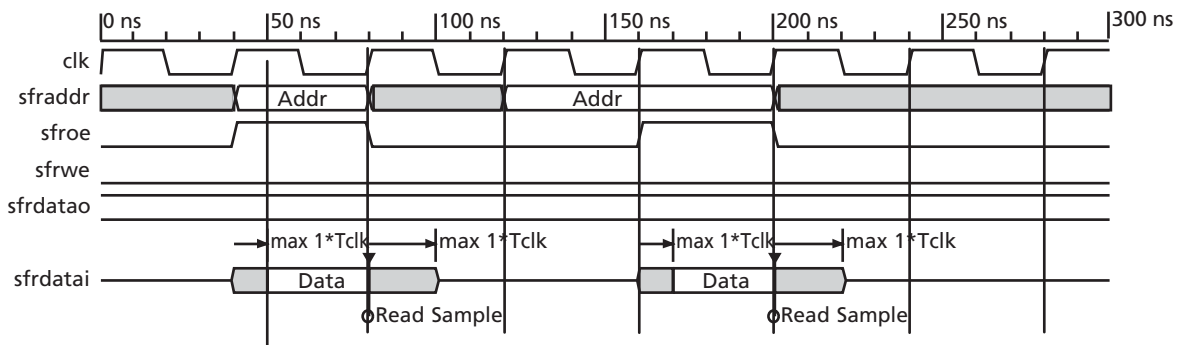 0 ns 50 ns 100 ns 150 ns 200 ns 250 ns 300 ns
clk
sfraddr Addr Addr
sfroe
sfrwe
sfrdatao
max 1*Tclk max 1*Tclk max 1*Tclk max 1*Tclk
sfrdatai Data Data
Read Sample Read Sample